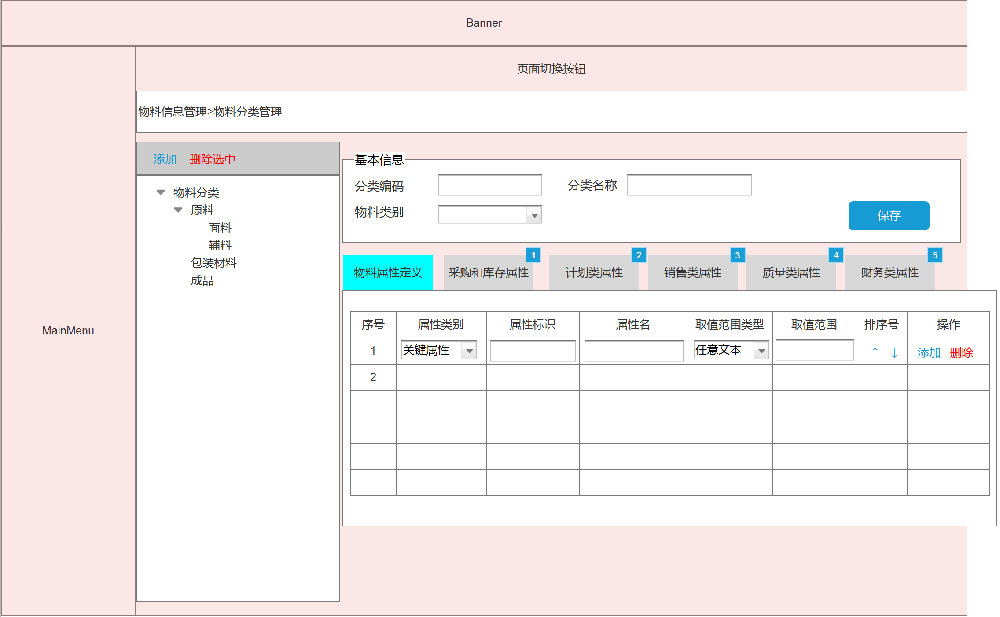 Banner
页面切换按钮
MainMenu
物料信息管理>物料分类管理
添加 删除选中
物料分类
原料
面料
辅料
包装材料
成品
基本信息
分类编码 分类名称
物料类别
保存
1 2 3 4 5
物料属性定义 采购和库存属性 计划类属性 销售类属性 质量类属性 财务类属性
序号 属性类别 属性标识 属性名 取值范围类型 取值范围 排序号 操作
1 关键属性 任意文本 ↑ ↓ 添加 删除
2